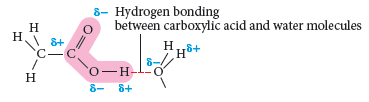 δ– Hydrogen bonding
between carboxylic acid and water molecules
H H δ+ O H H δ+
C—C δ– O
H O—H
δ– δ+